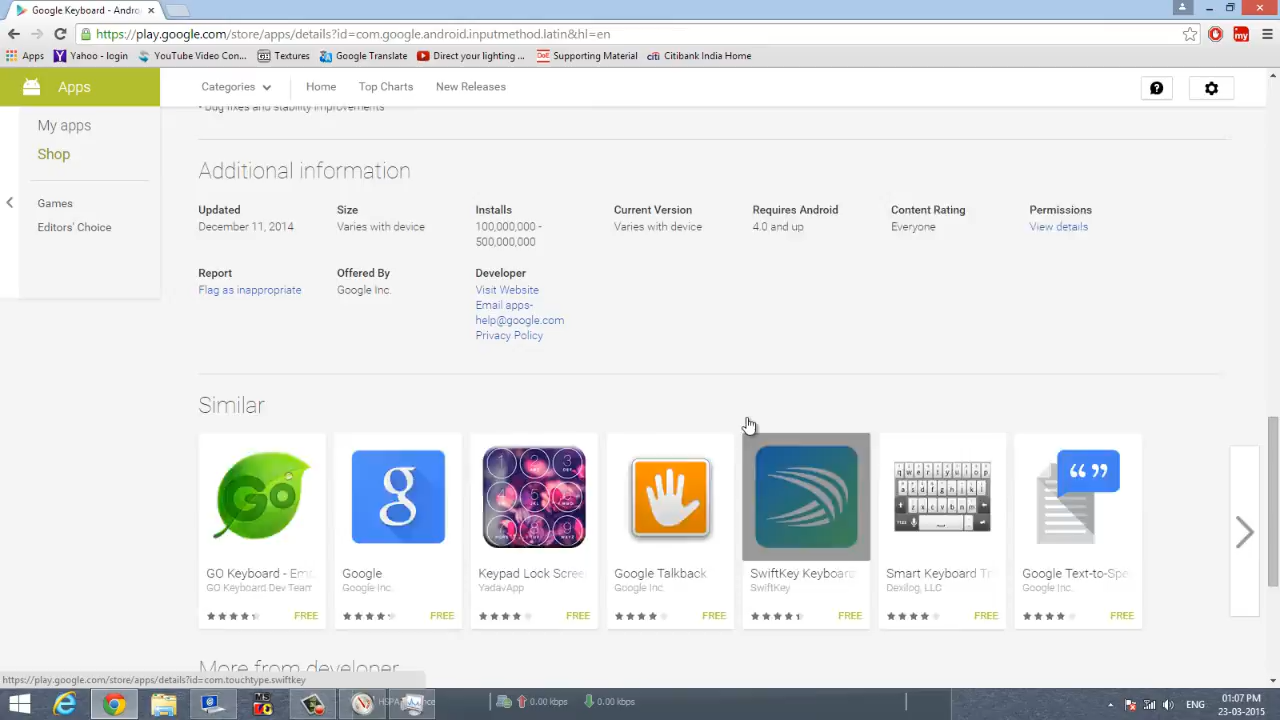 Google Keyboard - Andro
https://play.google.com/store/apps/details?id=com.google.android.inputmethod.latin&hl=en
Apps Yahoo - login YouTube Video Con... Textures Google Translate Direct your lighting ... Supporting Material Citibank India Home
Apps Categories Home Top Charts New Releases
- Bug fixes and stability improvements
My apps
Shop
Games
Editors' Choice
Additional information
Updated Size Installs Current Version Requires Android Content Rating Permissions
December 11, 2014 Varies with device 100,000,000 - Varies with device 4.0 and up Everyone View details
500,000,000
Report Offered By Developer
Flag as inappropriate Google Inc. Visit Website
Email apps-
help@google.com
Privacy Policy
Similar
GO Keyboard - Em Google Keypad Lock Scree Google Talkback SwiftKey Keyboard Smart Keyboard Tr Google Text-to-Sp
GO Keyboard Dev Team Google Inc. YadavApp Google Inc. SwiftKey Dexilog, LLC Google Inc.
FREE FREE FREE FREE FREE FREE FREE
More from developer
https://play.google.com/store/apps/details?id=com.touchtype.swiftkey
0.00 kbps 0.00 kbps ENG 01:07 PM
23-03-2015